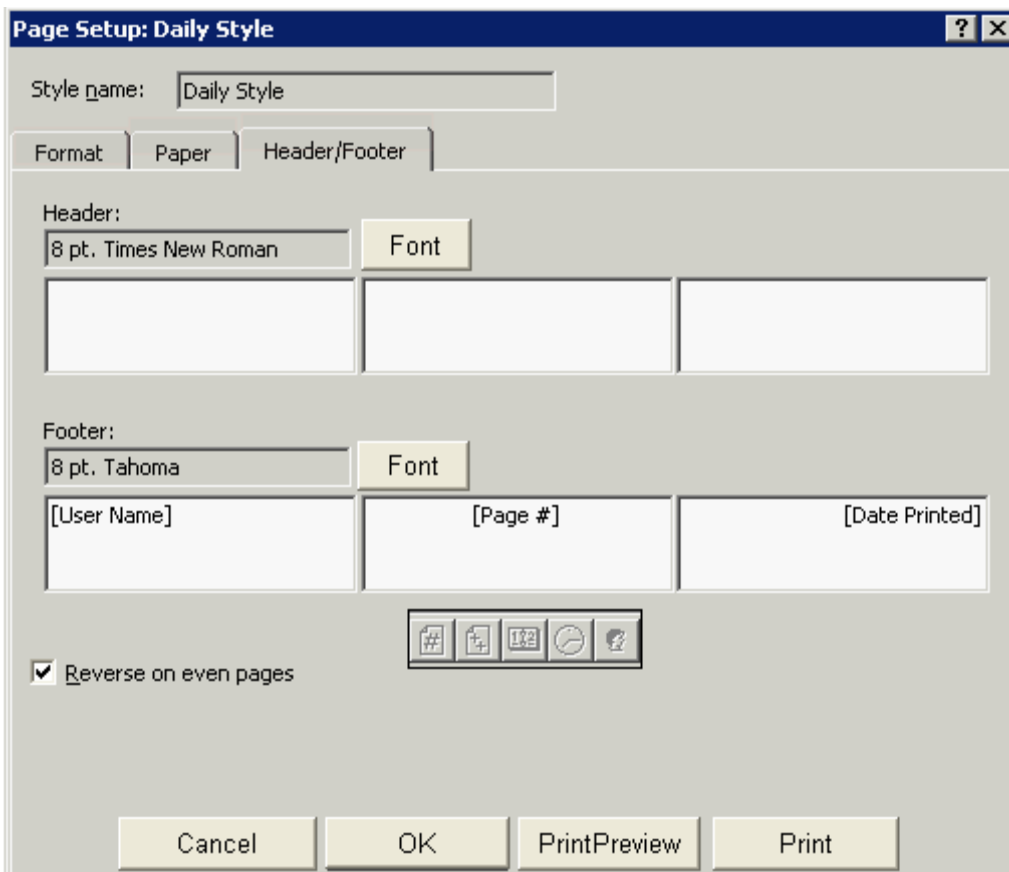 Page Setup: Daily Style
Style name: Daily Style
Format Paper Header/Footer
Header:
8 pt. Times New Roman Font
Footer:
8 pt. Tahoma Font
[User Name] [Page #] [Date Printed]
Reverse on even pages
Cancel OK PrintPreview Print